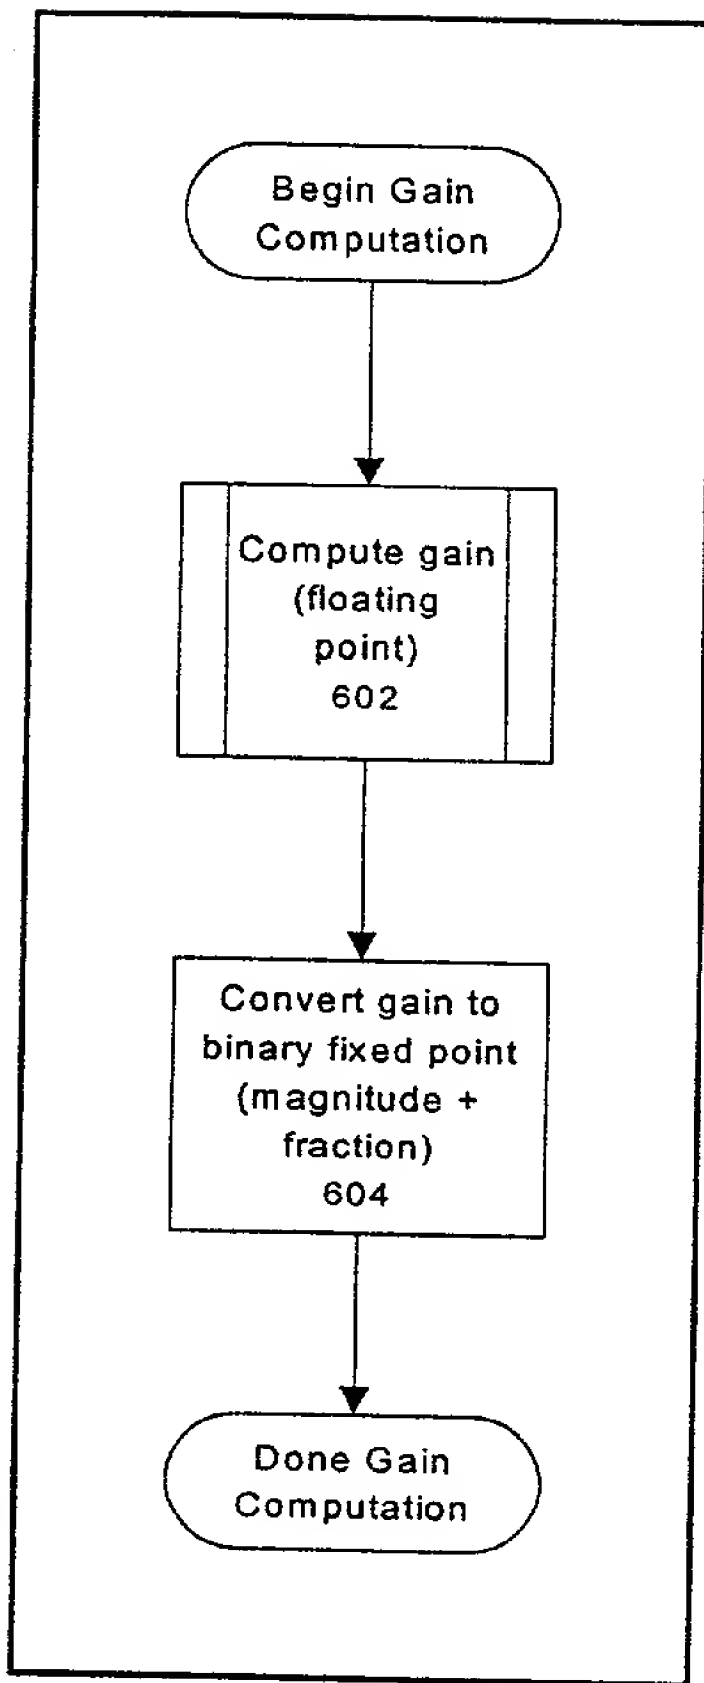 Begin Gain
Computation
Compute gain
(floating
point)
602
Convert gain to
binary fixed point
(magnitude +
fraction)
604
Done Gain
Computation